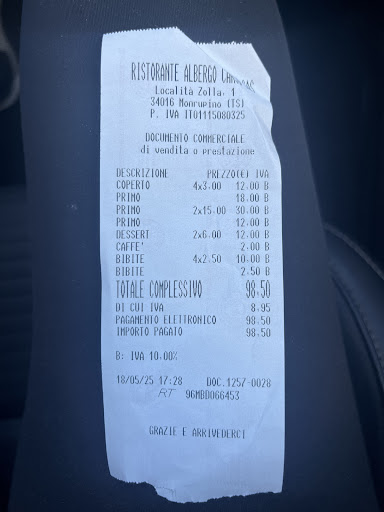 RISTORANTE ALBERGO
Località Zolla, 1
34016 Monrupino (TS)
P. IVA IT01115080325
DOCUMENTO COMMERCIALE
di vendita o prestazione
DESCRIZIONE PREZZO(€) IVA
COPERTO 4x3.00 12.00 B
PRIMO 18.00 B
PRIMO 2x15.00 30.00 B
PRIMO 12.00 B
DESSERT 2x6.00 12.00 B
CAFFE' 2.00 B
BIBITE 4x2.50 10.00 B
BIBITE 2.50 B
TOTALE COMPLESSIVO 98.50
DI CUI IVA 8.95
PAGAMENTO ELETTRONICO 98.50
IMPORTO PAGATO 98.50
B: IVA 10.00%
18/05/25 17:28 DOC.1257-0028
RT 96MBD066453
GRAZIE E ARRIVEDERCI